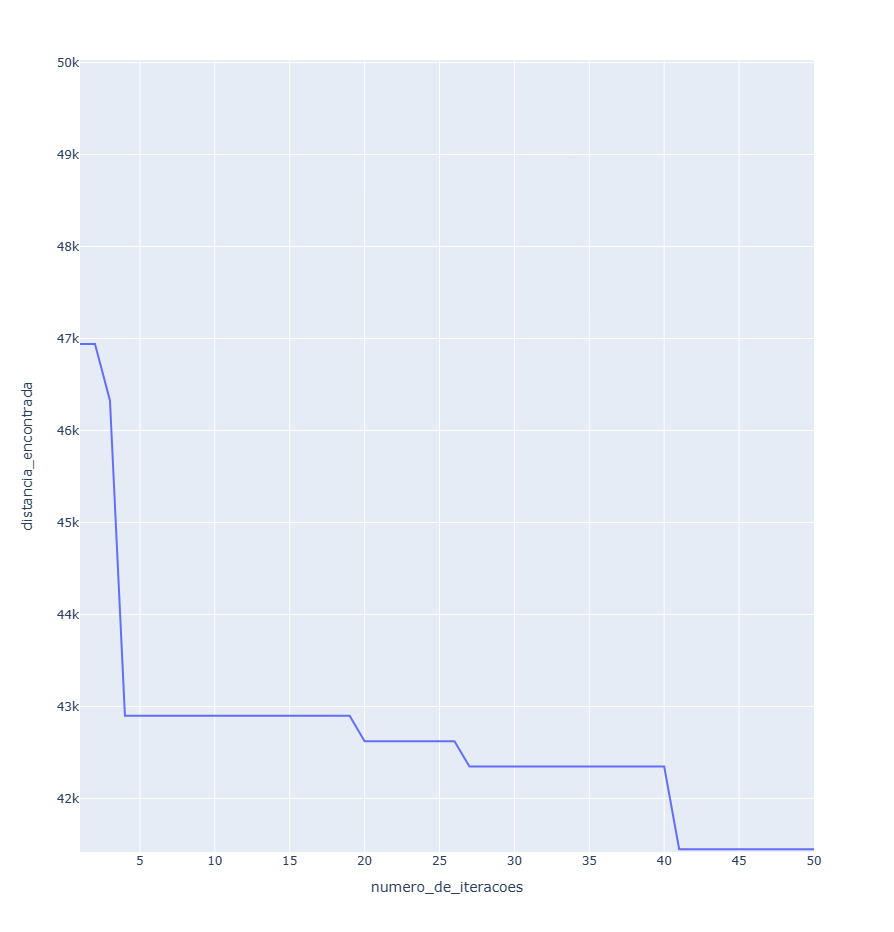 50k
49k
48k
47k
46k
45k
44k
43k
42k
distancia_encontrada
5 10 15 20 25 30 35 40 45 50
numero_de_iteracoes